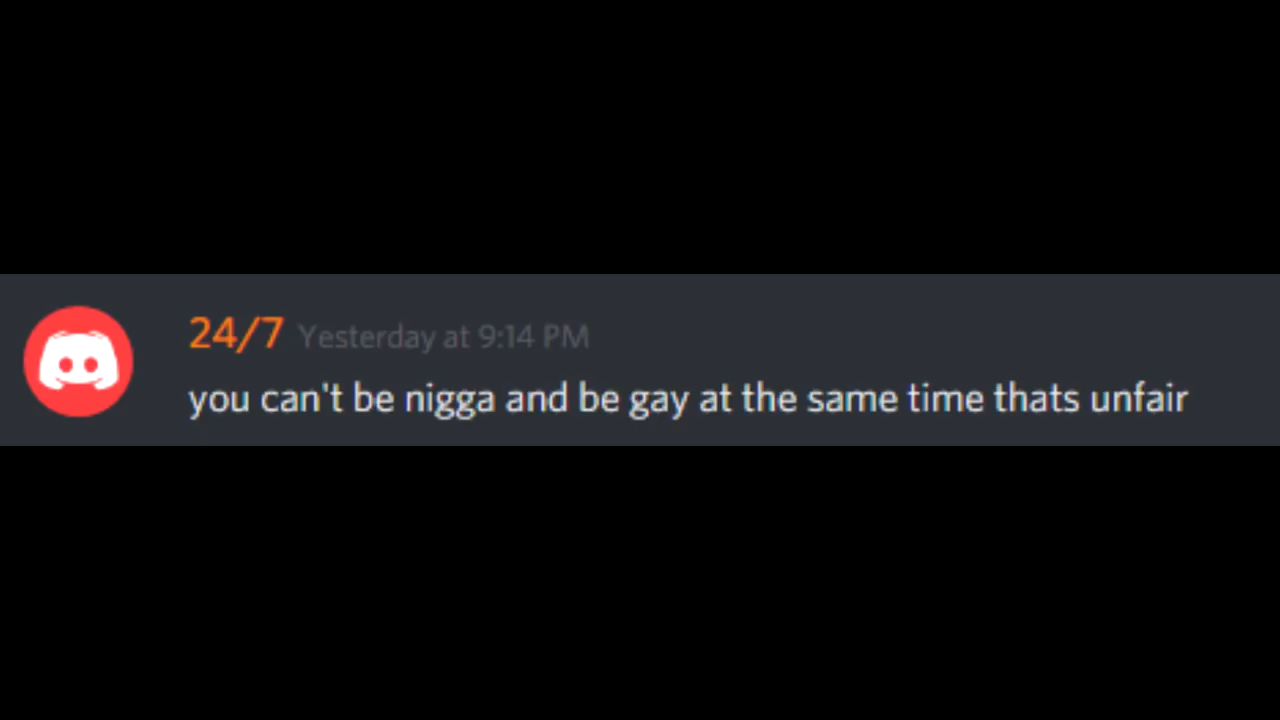 24/7 Yesterday at 9:14 PM
you can't be nigga and be gay at the same time thats unfair